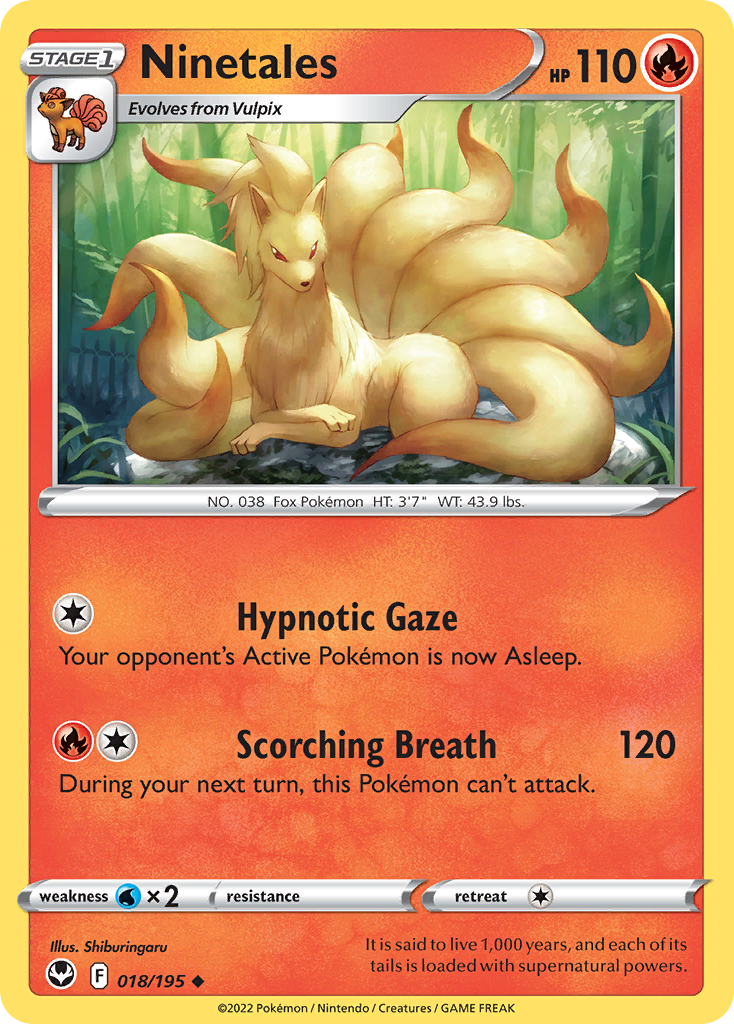 STAGE1
Ninetales
HP 110
Evolves from Vulpix
NO. 038 Fox Pokémon HT: 3'7" WT: 43.9 lbs.
Hypnotic Gaze
Your opponent's Active Pokémon is now Asleep.
Scorching Breath 120
During your next turn, this Pokémon can't attack.
weakness ×2 resistance retreat
Illus. Shiburingaru
It is said to live 1,000 years, and each of its
tails is loaded with supernatural powers.
F 018/195
©2022 Pokémon / Nintendo / Creatures / GAME FREAK